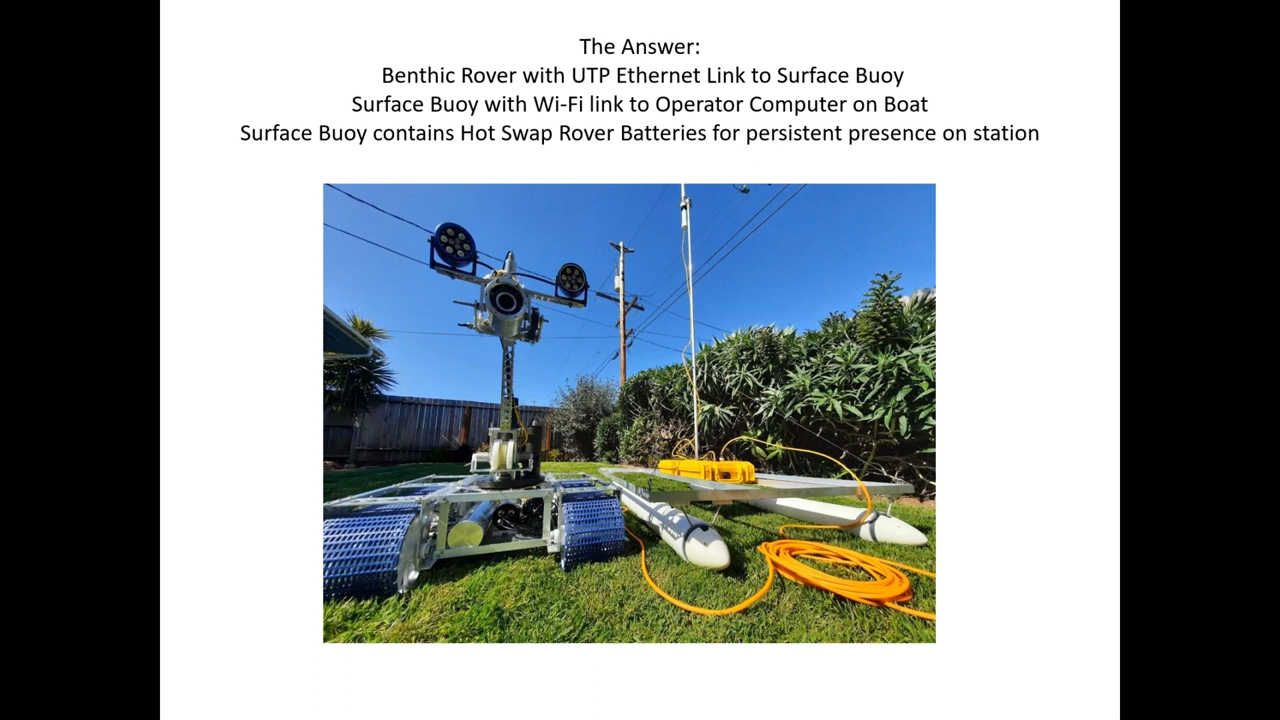 The Answer:
Benthic Rover with UTP Ethernet Link to Surface Buoy
Surface Buoy with Wi-Fi link to Operator Computer on Boat
Surface Buoy contains Hot Swap Rover Batteries for persistent presence on station